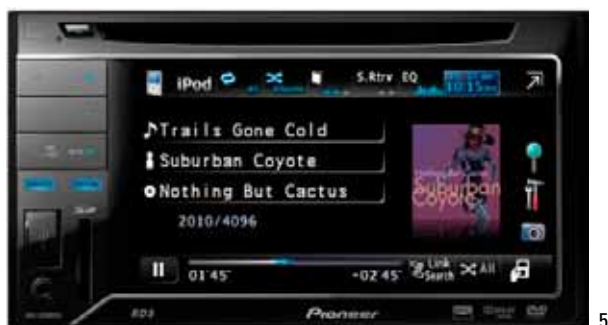 iPod S.Rtrv EQ 10:15
Trails Gone Cold
Suburban Coyote
Nothing But Cactus
Suburban Coyote
2010/4096
01'45" -02'45" Link Search All
RDS Pioneer
5